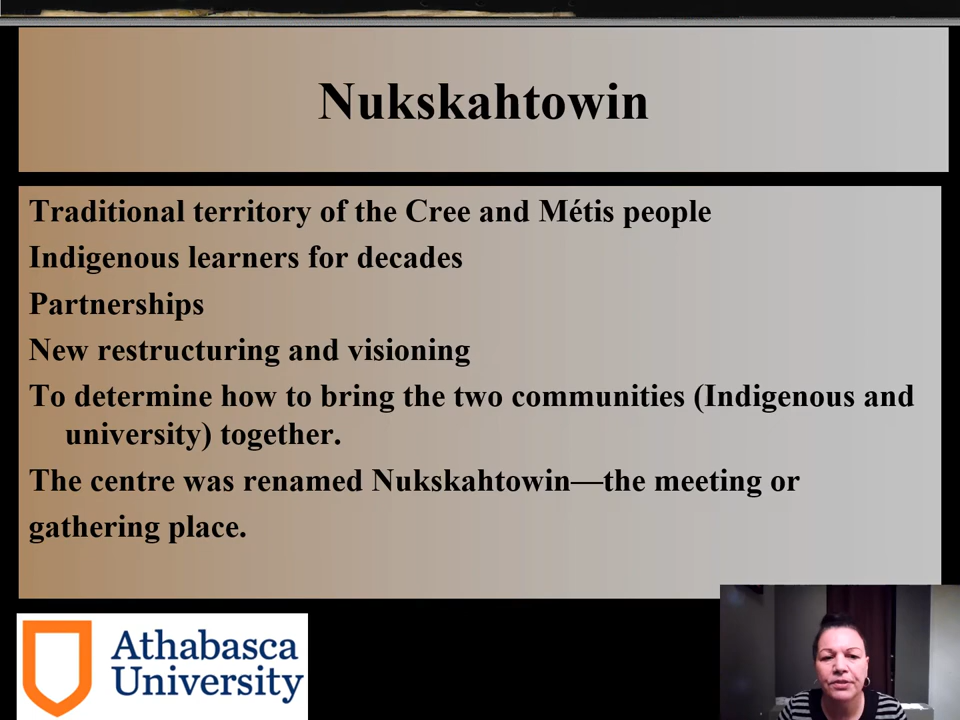 Nukskahtowin
Traditional territory of the Cree and Métis people
Indigenous learners for decades
Partnerships
New restructuring and visioning
To determine how to bring the two communities (Indigenous and
university) together.
The centre was renamed Nukskahtowin—the meeting or
gathering place.
Athabasca
University